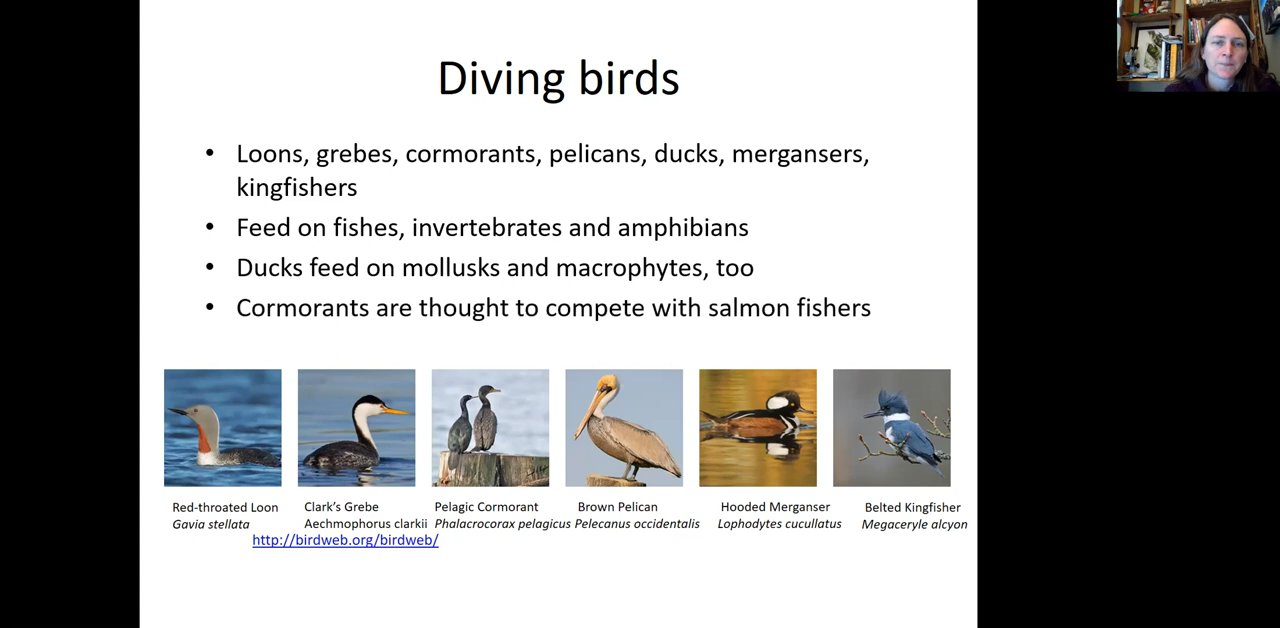 Diving birds
• Loons, grebes, cormorants, pelicans, ducks, mergansers,
kingfishers
• Feed on fishes, invertebrates and amphibians
• Ducks feed on mollusks and macrophytes, too
• Cormorants are thought to compete with salmon fishers
Red-throated Loon
Gavia stellata
Clark's Grebe
Aechmophorus clarkii
Pelagic Cormorant
Phalacrocorax pelagicus
Brown Pelican
Pelecanus occidentalis
Hooded Merganser
Lophodytes cucullatus
Belted Kingfisher
Megaceryle alcyon
http://birdweb.org/birdweb/